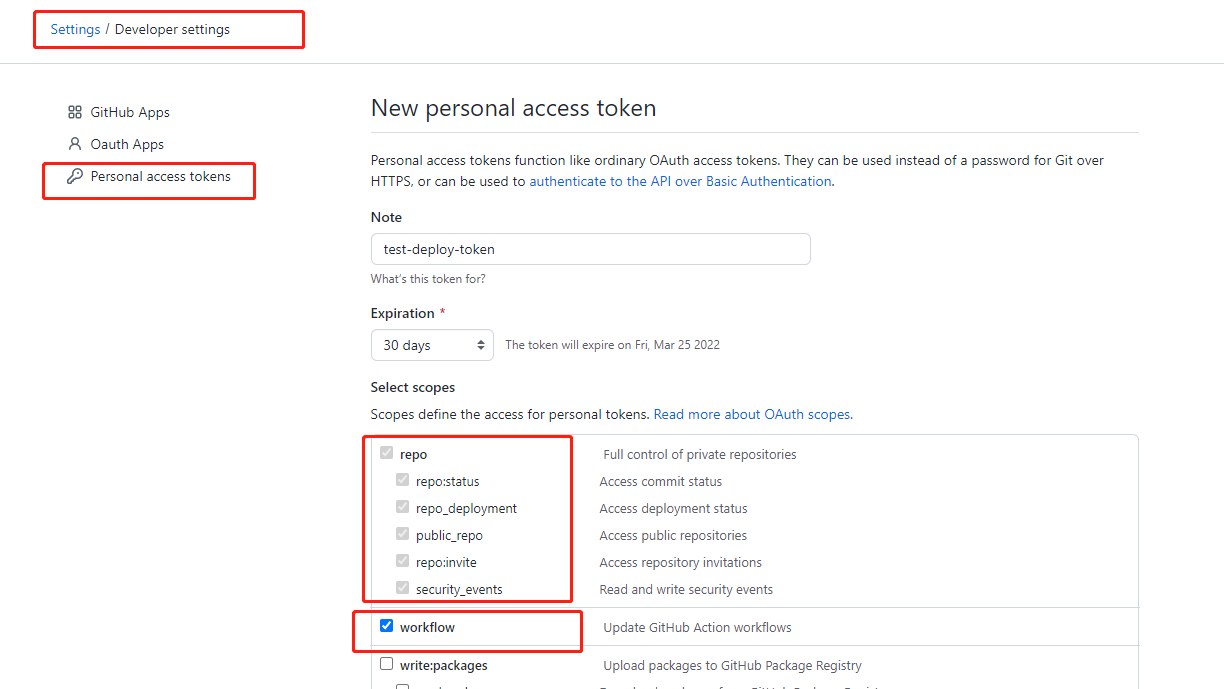 Settings / Developer settings
GitHub Apps
Oauth Apps
Personal access tokens
New personal access token
Personal access tokens function like ordinary OAuth access tokens. They can be used instead of a password for Git over
HTTPS, or can be used to authenticate to the API over Basic Authentication.
Note
test-deploy-token
What's this token for?
Expiration *
30 days The token will expire on Fri, Mar 25 2022
Select scopes
Scopes define the access for personal tokens. Read more about OAuth scopes.
repo Full control of private repositories
repo:status Access commit status
repo_deployment Access deployment status
public_repo Access public repositories
repo:invite Access repository invitations
security_events Read and write security events
workflow Update GitHub Action workflows
write:packages Upload packages to GitHub Package Registry